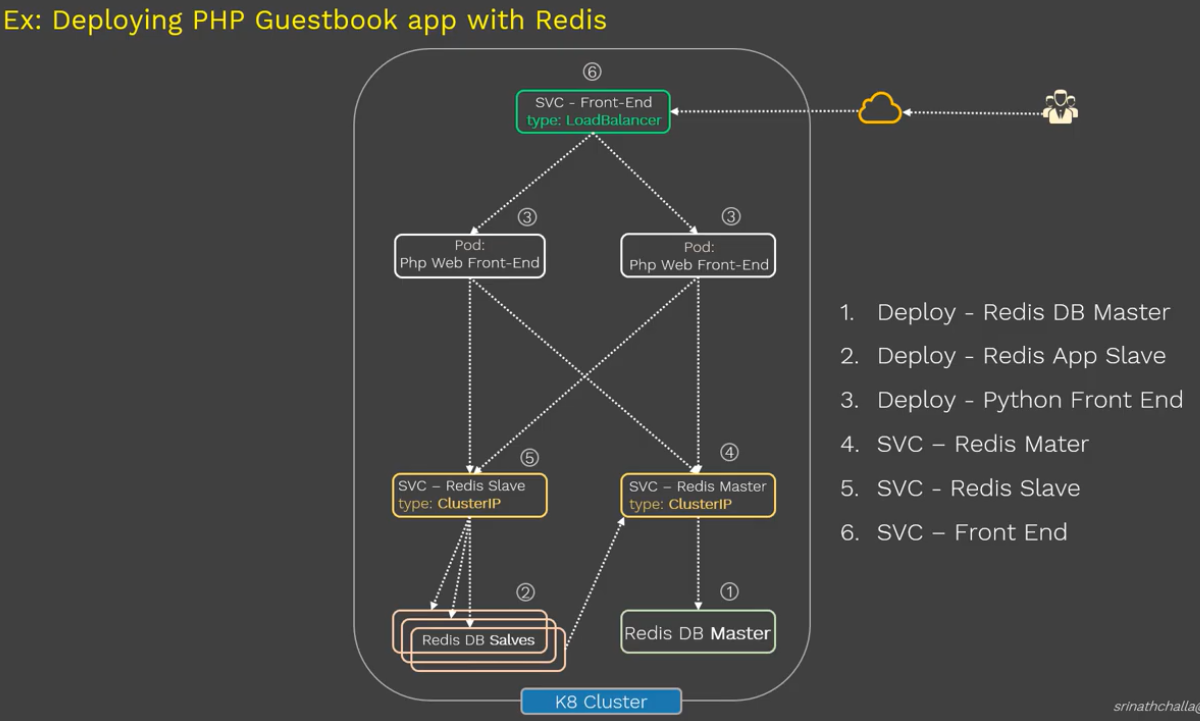 Ex: Deploying PHP Guestbook app with Redis
⑥
SVC - Front-End
type: LoadBalancer
③
Pod:
Php Web Front-End
③
Pod:
Php Web Front-End
⑤
SVC – Redis Slave
type: ClusterIP
④
SVC – Redis Master
type: ClusterIP
②
Redis DB Salves
①
Redis DB Master
K8 Cluster
1. Deploy - Redis DB Master
2. Deploy - Redis App Slave
3. Deploy - Python Front End
4. SVC – Redis Mater
5. SVC - Redis Slave
6. SVC – Front End
srinathchalla@